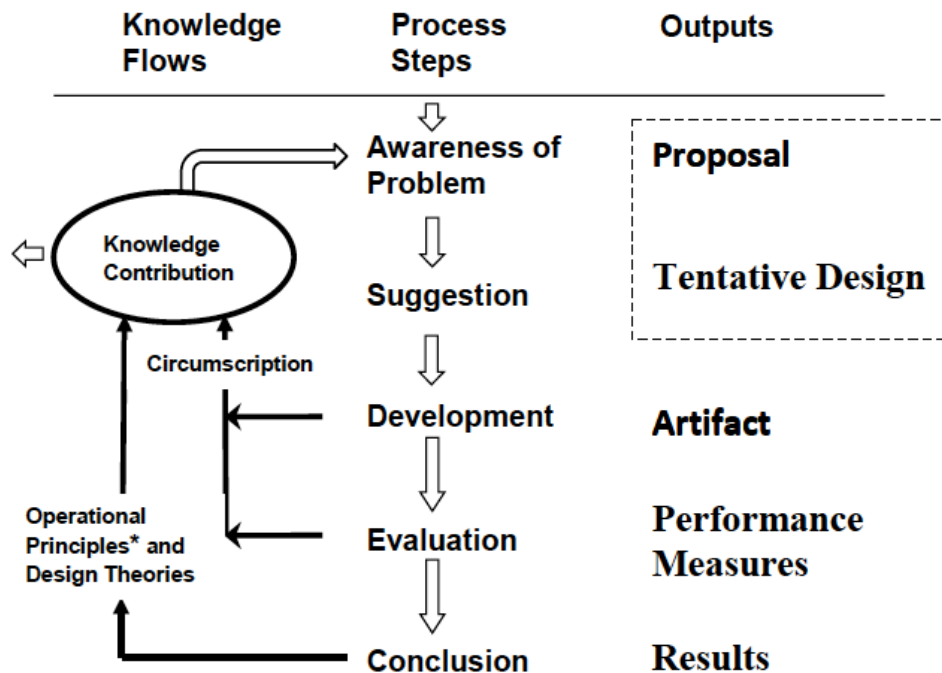 Knowledge
Flows
Process
Steps
Outputs
Awareness of
Problem
Proposal
Knowledge
Contribution
Suggestion
Tentative Design
Circumscription
Development
Artifact
Operational
Principles* and
Design Theories
Evaluation
Performance
Measures
Conclusion
Results